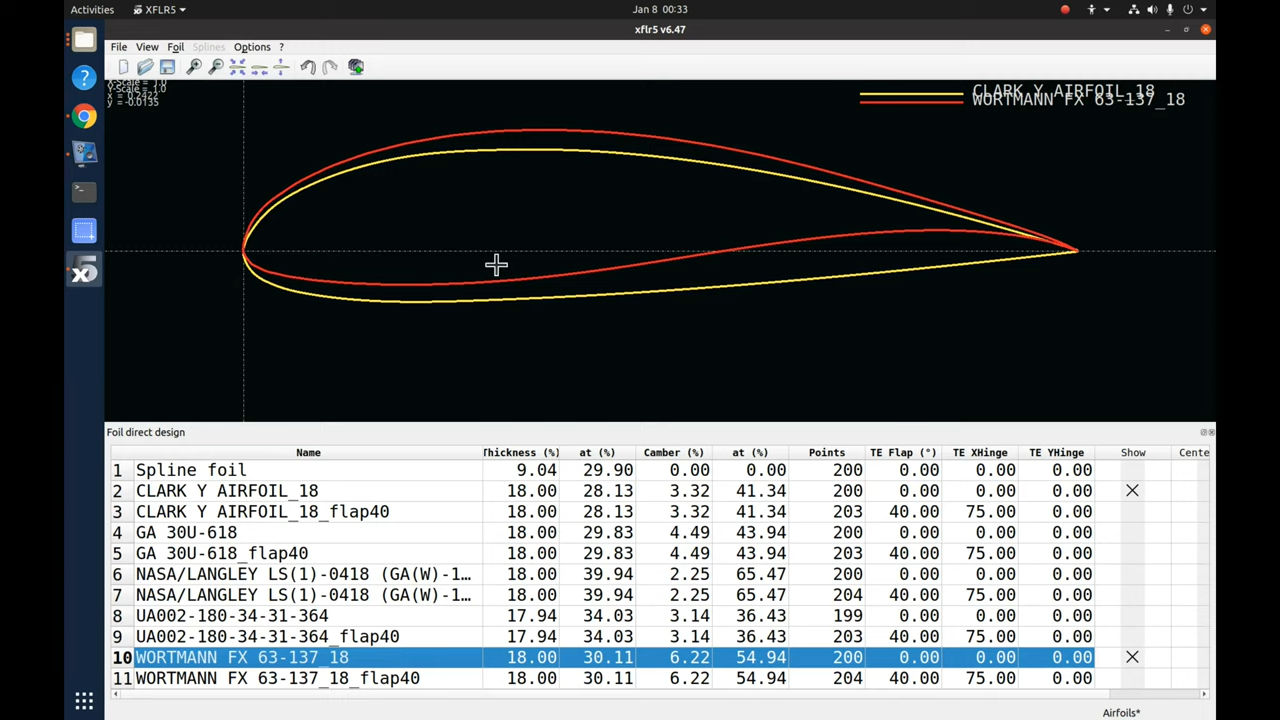 Activities XFLR5 Jan 8 00:33
xflr5 v6.47
File View Foil Splines Options ?
X-Scale = 1.0
Y-Scale = 1.0
x = 0.2422
y = -0.0135
CLARK Y AIRFOIL_18
WORTMANN FX 63-137_18
Foil direct design
Name Thickness (%) at (%) Camber (%) at (%) Points TE Flap (°) TE XHinge TE YHinge Show Cente
1 Spline foil 9.04 29.90 0.00 0.00 200 0.00 0.00 0.00
2 CLARK Y AIRFOIL_18 18.00 28.13 3.32 41.34 200 0.00 0.00 0.00
3 CLARK Y AIRFOIL_18_flap40 18.00 28.13 3.32 41.34 203 40.00 75.00 0.00
4 GA 30U-618 18.00 29.83 4.49 43.94 200 0.00 0.00 0.00
5 GA 30U-618_flap40 18.00 29.83 4.49 43.94 203 40.00 75.00 0.00
6 NASA/LANGLEY LS(1)-0418 (GA(W)-1... 18.00 39.94 2.25 65.47 200 0.00 0.00 0.00
7 NASA/LANGLEY LS(1)-0418 (GA(W)-1... 18.00 39.94 2.25 65.47 204 40.00 75.00 0.00
8 UA002-180-34-31-364 17.94 34.03 3.14 36.43 199 0.00 0.00 0.00
9 UA002-180-34-31-364_flap40 17.94 34.03 3.14 36.43 203 40.00 75.00 0.00
10 WORTMANN FX 63-137_18 18.00 30.11 6.22 54.94 200 0.00 0.00 0.00
11 WORTMANN FX 63-137_18_flap40 18.00 30.11 6.22 54.94 204 40.00 75.00 0.00
Airfoils*